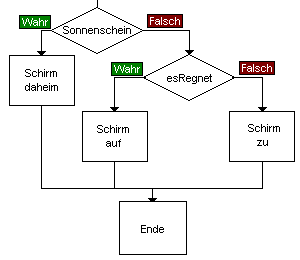 Wahr
Falsch
Sonnenschein
Schirm
daheim
Wahr
Falsch
esRegnet
Schirm
auf
Schirm
zu
Ende